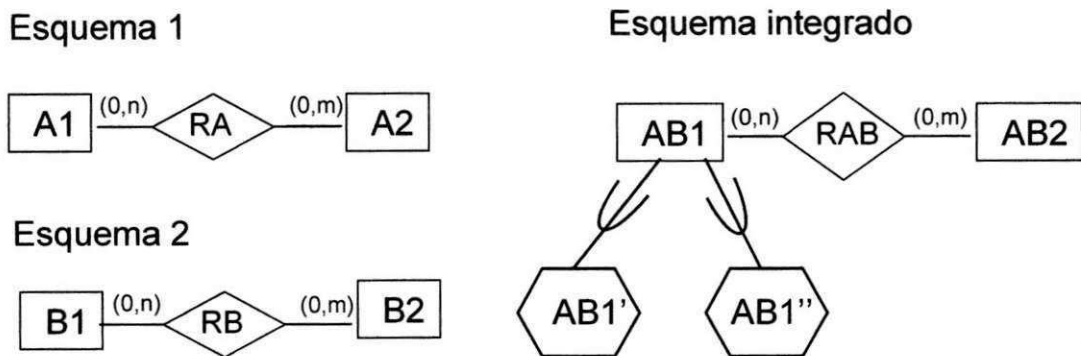 Esquema 1
A1 (0,n) RA (0,m) A2
Esquema 2
B1 (0,n) RB (0,m) B2
Esquema integrado
AB1 (0,n) RAB (0,m) AB2
AB1' AB1''